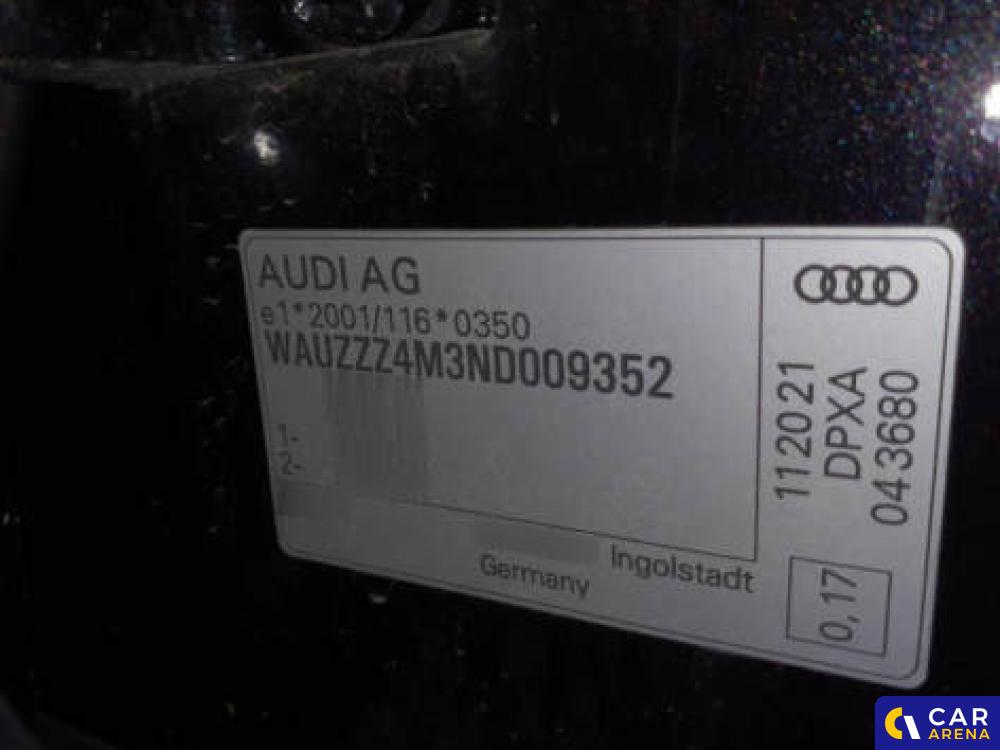 AUDI AG
e1*2001/116*0350
WAUZZZ4M3ND009352
1-
2-
Germany
Ingolstadt
112021
DPXA
043680
0,17
CAR
ARENA